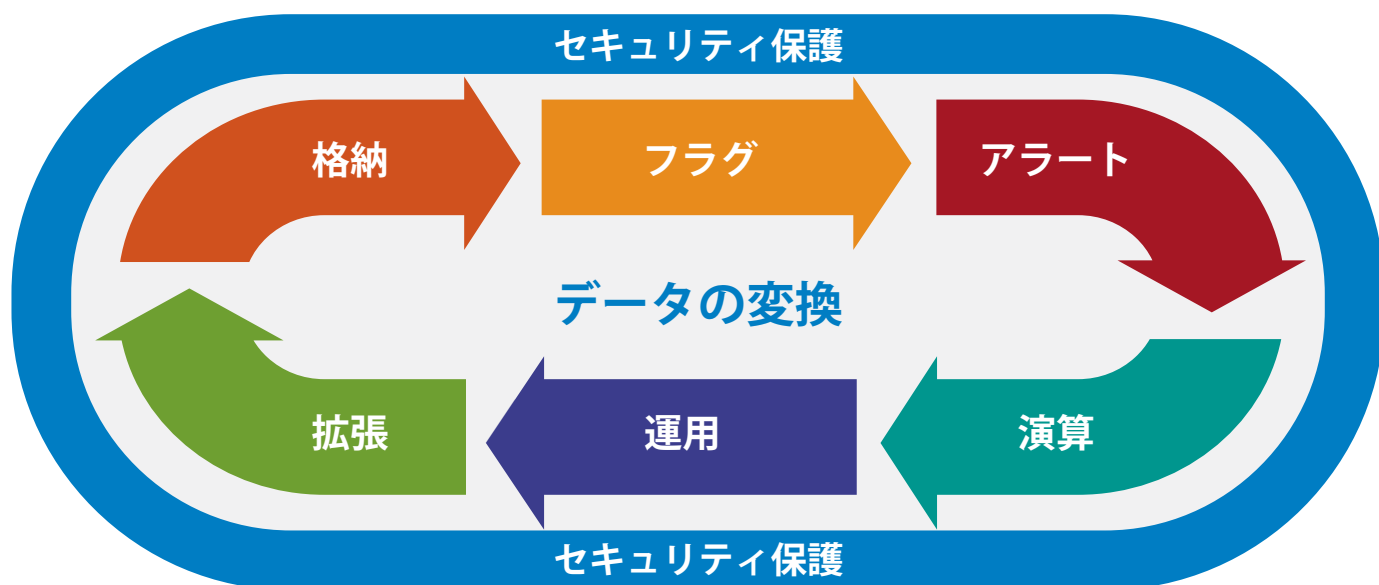 セキュリティ保護
格納
フラグ
アラート
データの変換
拡張
運用
演算
セキュリティ保護